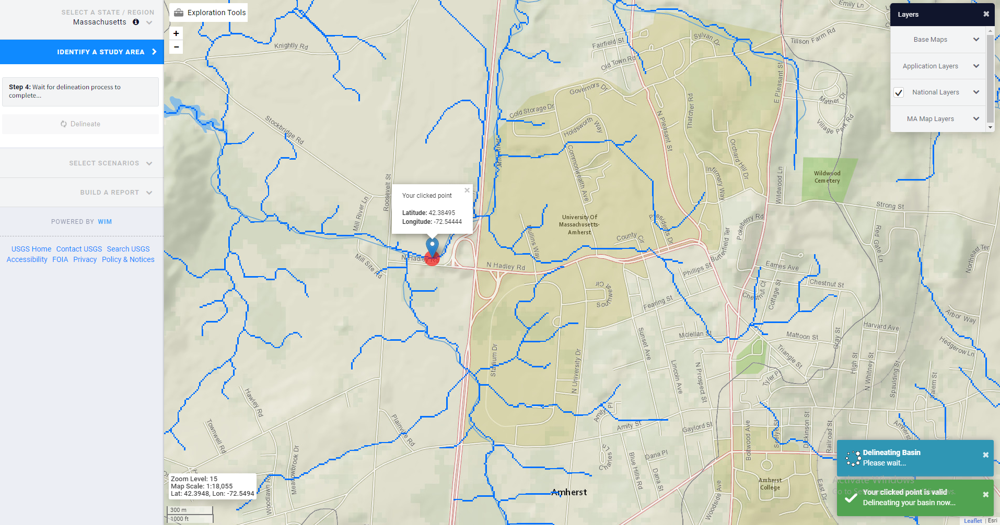 SELECT A STATE / REGION
Massachusetts
IDENTIFY A STUDY AREA
Step 4: Wait for delineation process to
complete...
Delineate
SELECT SCENARIOS
BUILD A REPORT
POWERED BY WIM
USGS Home Contact USGS Search USGS
Accessibility FOIA Privacy Policy & Notices
Exploration Tools
+
−
Layers
Base Maps
Application Layers
National Layers
MA Map Layers
Emily Ln
Tillson Farm Rd
Sylvan Dr
Fairfield St
Old Town Rd
Knightly Rd
E Pleasant St
Governors Dr
Mather Dr
Thatcher Rd
Cold Storage Dr
N Pleasant St
Village Park Rd
Holdsworth Way
Stockbridge Rd
Mill River
Commonwealth Ave
Orchard Hill Dr
Infirmary Way
Wildwood Ln
Wildwood
Cemetery
Roosevelt St
Mill River Ln
Your clicked point
Latitude: 42.38495
Longitude: -72.54444
Strong St
University Of
Massachusetts-
Amherst
Presidents Dr
Pokeberry Rd
Mullins Way
County Cir
Butterfield Ter
Red Gate Ln
Northeast Ter
N Hadley Rd
Mill Site Rd
N Hadley Rd
Phillips St
Eames Ave
Chestnut St
Southwest Cir
Chestnut Ct
Cottage St
Fearing St
Arbor Way
Harvard Ave
Mclellan St
Mattoon St
Gray St
Sunset Ave
Hedgerow Ln
Triangle St
Stadium Dr
N University Dr
Lincoln Ave
N Prospect St
High St
N Whitney St
Spaulding St
Salem St
Tyler Pl
Hawley Rd
Amity Pl
Plainville Rd
Townwell Rd
Amity St
Gaylord St
Boltwood Ave
Seelye St
Dickinson St
Railroad St
Amherst
Meadowbrook Dr
Charles Ln
Dana Pl
Blue Hills Rd
Dana St
Woodlawn Rd
Amherst
College
East Dr
Woodside Ave
Amherst
Zoom Level: 15
Map Scale: 1:18,055
Lat: 42.3948, Lon: -72.5494
300 m
1000 ft
Delineating Basin
Please wait...
Activate Windows
Go to Settings to activate Windows.
Your clicked point is valid
Delineating your basin now...
Leaflet | Esri